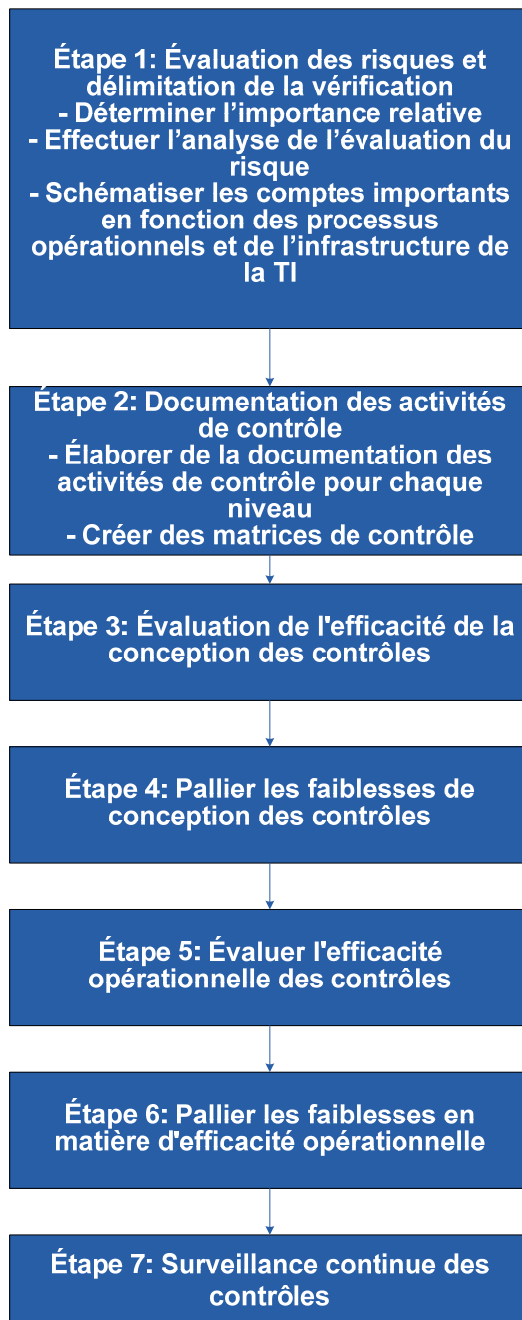 Étape 1: Évaluation des risques et
délimitation de la vérification
- Déterminer l’importance relative
- Effectuer l’analyse de l’évaluation du
risque
- Schématiser les comptes importants
en fonction des processus
opérationnels et de l’infrastructure de
la TI
Étape 2: Documentation des activités
de contrôle
- Élaborer de la documentation des
activités de contrôle pour chaque
niveau
- Créer des matrices de contrôle
Étape 3: Évaluation de l'efficacité de la
conception des contrôles
Étape 4: Pallier les faiblesses de
conception des contrôles
Étape 5: Évaluer l'efficacité
opérationnelle des contrôles
Étape 6: Pallier les faiblesses en
matière d'efficacité opérationnelle
Étape 7: Surveillance continue des
contrôles